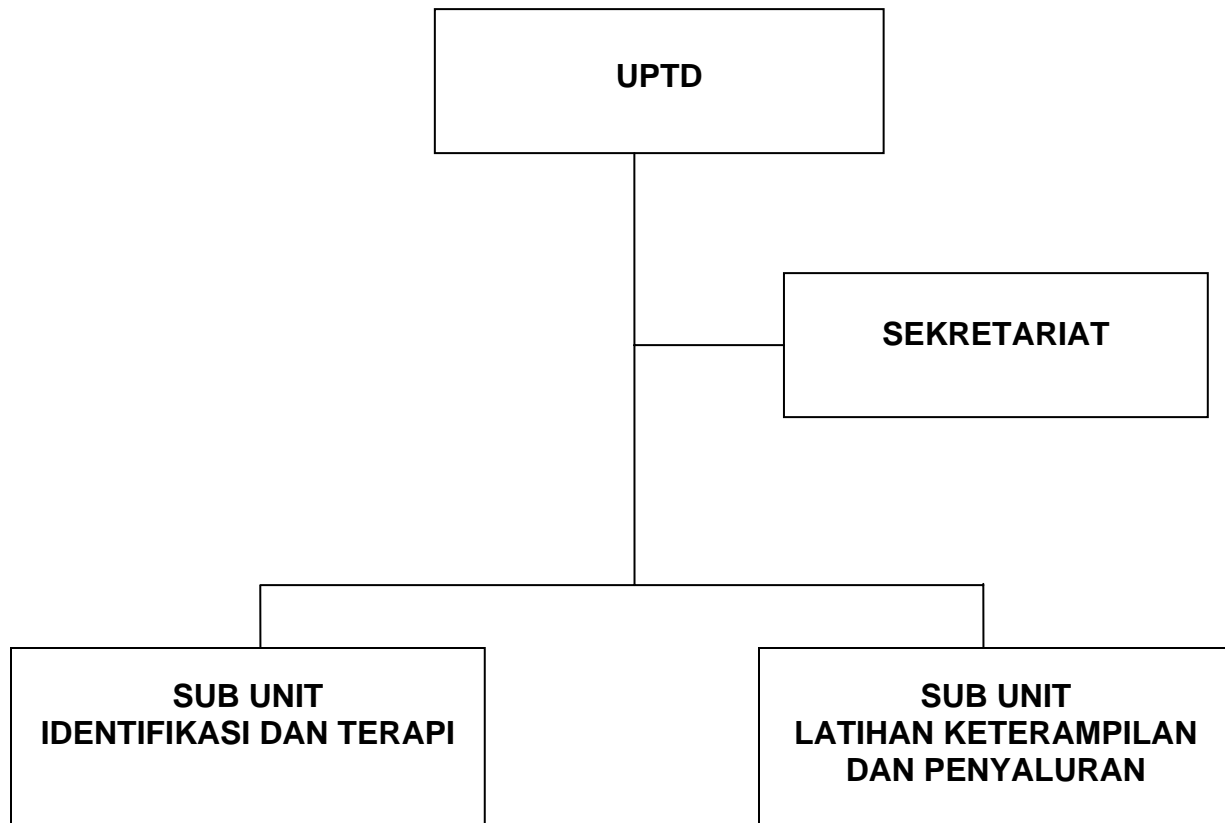 UPTD
SEKRETARIAT
SUB UNIT
IDENTIFIKASI DAN TERAPI
SUB UNIT
LATIHAN KETERAMPILAN
DAN PENYALURAN